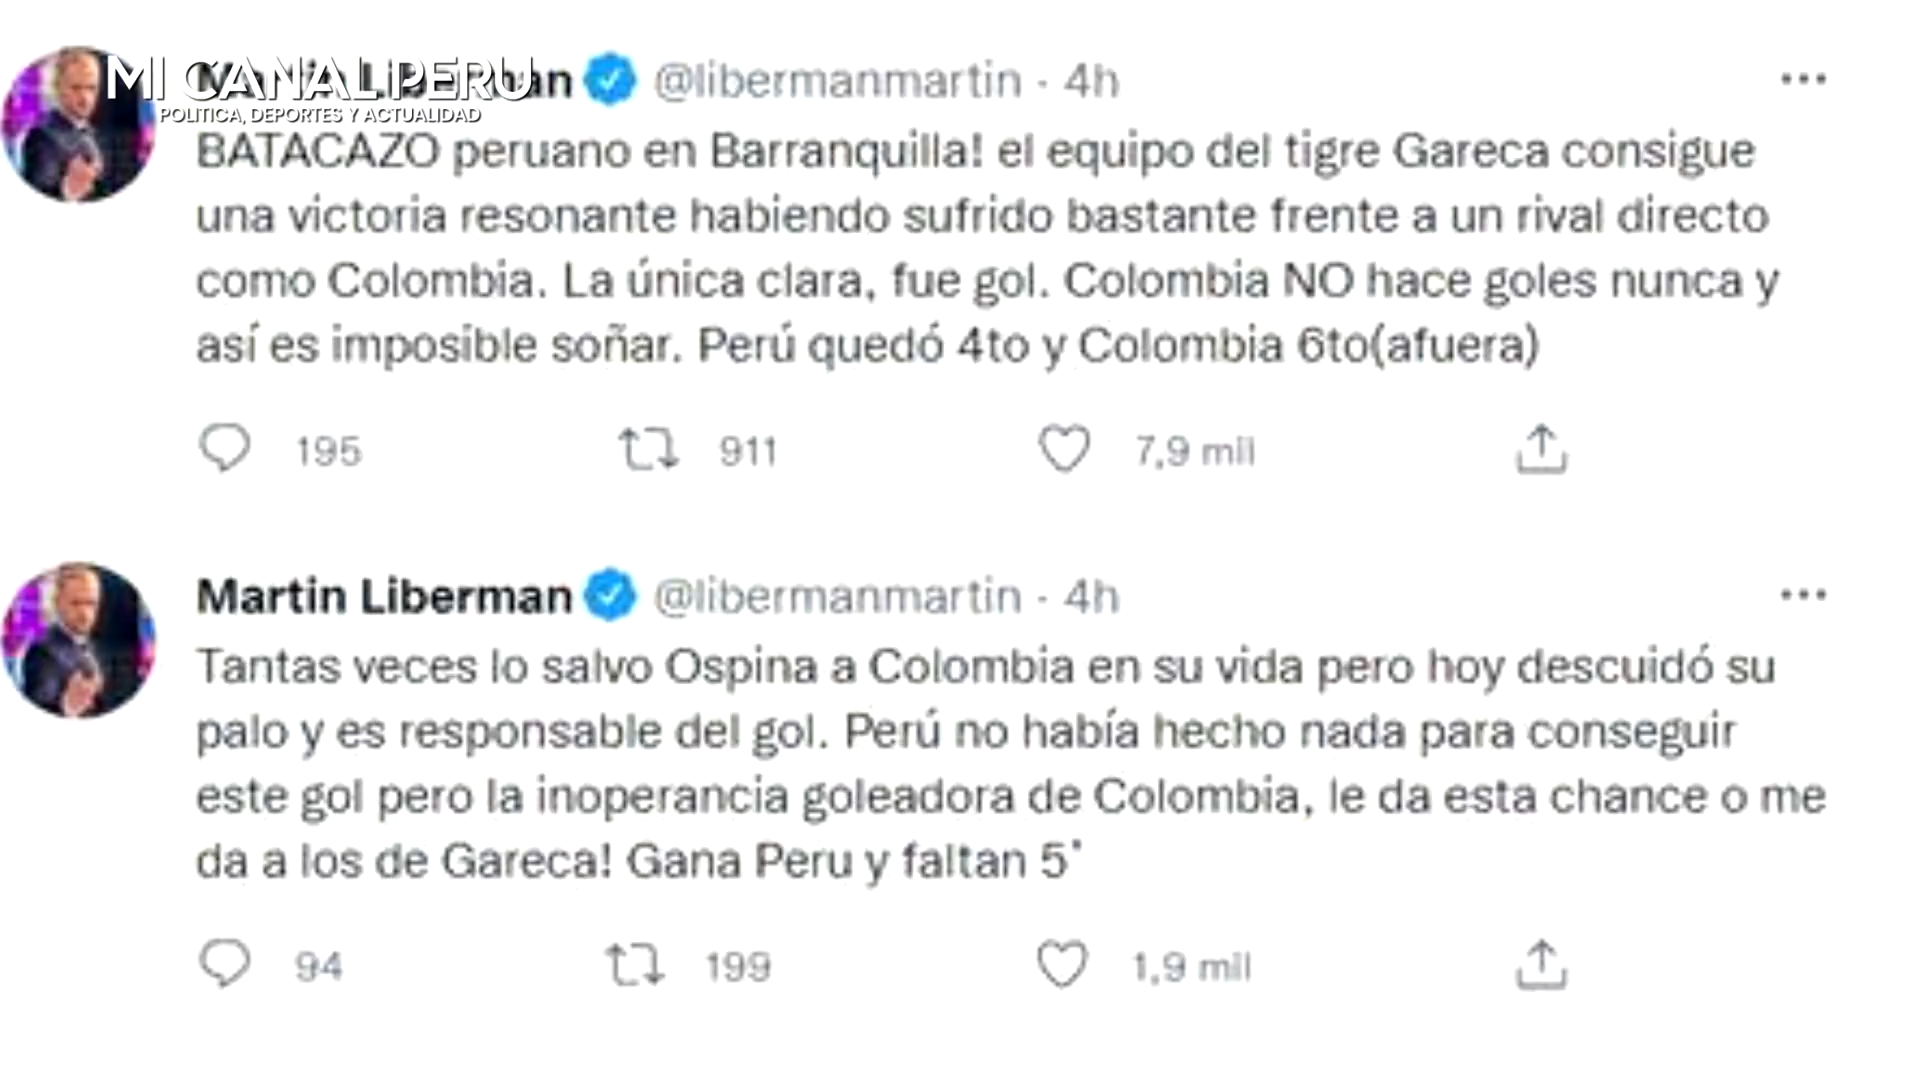 MI CANAL PERU
POLITICA, DEPORTES Y ACTUALIDAD
Martin Liberman @libermanmartin · 4h
BATACAZO peruano en Barranquilla! el equipo del tigre Gareca consigue
una victoria resonante habiendo sufrido bastante frente a un rival directo
como Colombia. La única clara, fue gol. Colombia NO hace goles nunca y
así es imposible soñar. Perú quedó 4to y Colombia 6to(afuera)
195 911 7,9 mil
Martin Liberman @libermanmartin · 4h
Tantas veces lo salvo Ospina a Colombia en su vida pero hoy descuidó su
palo y es responsable del gol. Perú no había hecho nada para conseguir
este gol pero la inoperancia goleadora de Colombia, le da esta chance o me
da a los de Gareca! Gana Peru y faltan 5'
94 199 1,9 mil